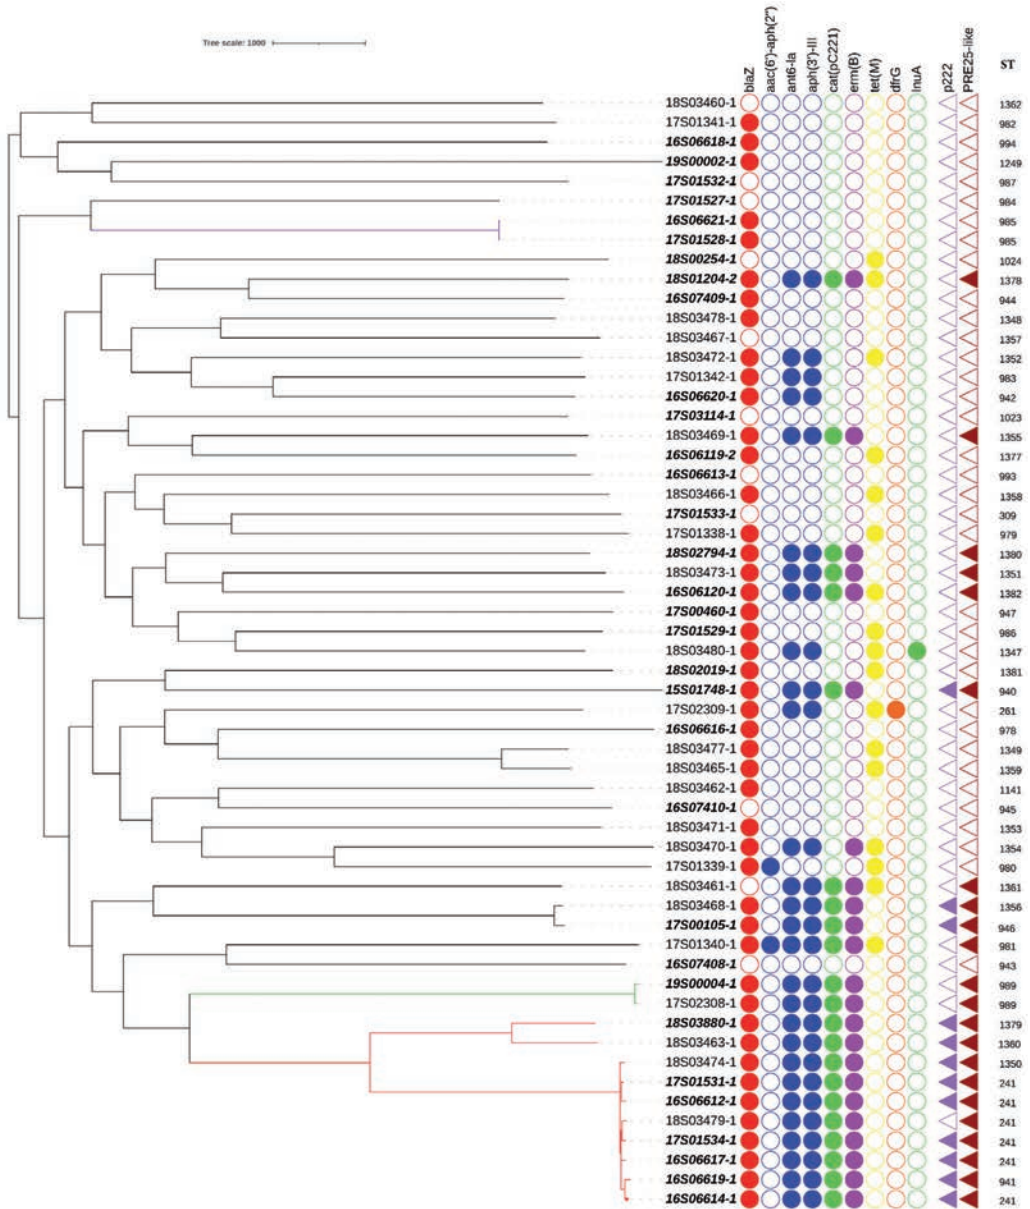 Tree scale: 1000
blaZ
aac(6')-aph(2")
ant6-Ia
aph(3')-III
cat(pC221)
erm(B)
tet(M)
dfrG
lnuA
p222
PRE25-like
ST
18S03460-1 1362
17S01341-1 982
16S06618-1 994
19S00002-1 1249
17S01532-1 987
17S01527-1 984
16S06621-1 985
17S01528-1 985
18S00254-1 1024
18S01204-2 1378
16S07409-1 944
18S03478-1 1348
18S03467-1 1357
18S03472-1 1352
17S01342-1 983
16S06620-1 942
17S03114-1 1023
18S03469-1 1355
16S06119-2 1377
16S06613-1 993
18S03466-1 1358
17S01533-1 309
17S01338-1 979
18S02794-1 1380
18S03473-1 1351
16S06120-1 1382
17S00460-1 947
17S01529-1 986
18S03480-1 1347
18S02019-1 1381
15S01748-1 940
17S02309-1 261
16S06616-1 978
18S03477-1 1349
18S03465-1 1359
18S03462-1 1141
16S07410-1 945
18S03471-1 1353
18S03470-1 1354
17S01339-1 980
18S03461-1 1361
18S03468-1 1356
17S00105-1 946
17S01340-1 981
16S07408-1 943
19S00004-1 989
17S02308-1 989
18S03880-1 1379
18S03463-1 1360
18S03474-1 1350
17S01531-1 241
16S06612-1 241
18S03479-1 241
17S01534-1 241
16S06617-1 241
16S06619-1 941
16S06614-1 241